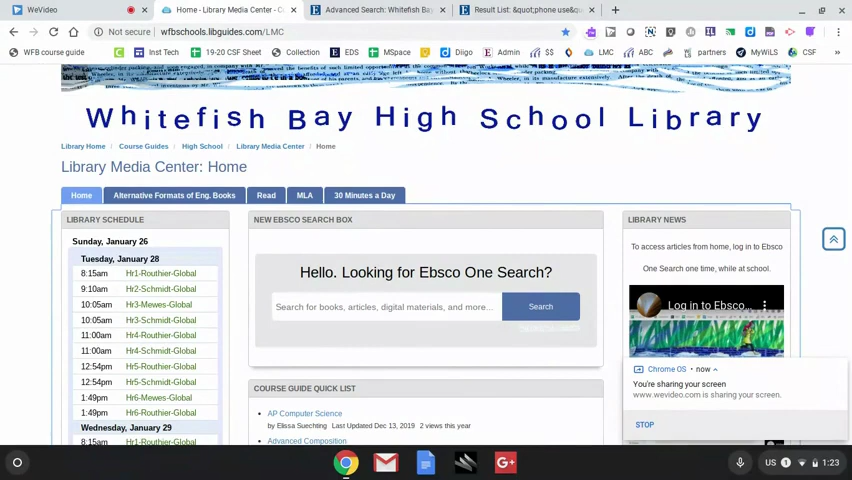 WeVideo
Home - Library Media Center - C
Advanced Search: Whitefish Bay
Result List: &quot;phone use&qu
Not secure
wfbschools.libguides.com/LMC
WFB course guide
Inst Tech
19-20 CSF Sheet
Collection
EDS
MSpace
Diigo
Admin
$$
LMC
ABC
partners
MyWiLS
CSF
Whitefish Bay High School Library
Library Home / Course Guides / High School / Library Media Center / Home
Library Media Center: Home
Home
Alternative Formats of Eng. Books
Read
MLA
30 Minutes a Day
LIBRARY SCHEDULE
Sunday, January 26
Tuesday, January 28
8:15am Hr1-Routhier-Global
9:10am Hr2-Schmidt-Global
10:05am Hr3-Mewes-Global
10:05am Hr3-Schmidt-Global
11:00am Hr4-Routhier-Global
11:00am Hr4-Schmidt-Global
12:54pm Hr5-Routhier-Global
12:54pm Hr5-Schmidt-Global
1:49pm Hr6-Mewes-Global
1:49pm Hr6-Routhier-Global
Wednesday, January 29
8:15am Hr1-Routhier-Global
NEW EBSCO SEARCH BOX
Hello. Looking for Ebsco One Search?
Search for books, articles, digital materials, and more...
Search
COURSE GUIDE QUICK LIST
AP Computer Science
by Elissa Suechting Last Updated Dec 13, 2019 2 views this year
Advanced Composition
LIBRARY NEWS
To access articles from home, log in to Ebsco
One Search one time, while at school.
Log in to Ebsco...
Chrome OS • now
You're sharing your screen
www.wevideo.com is sharing your screen.
STOP
US
1
1:23